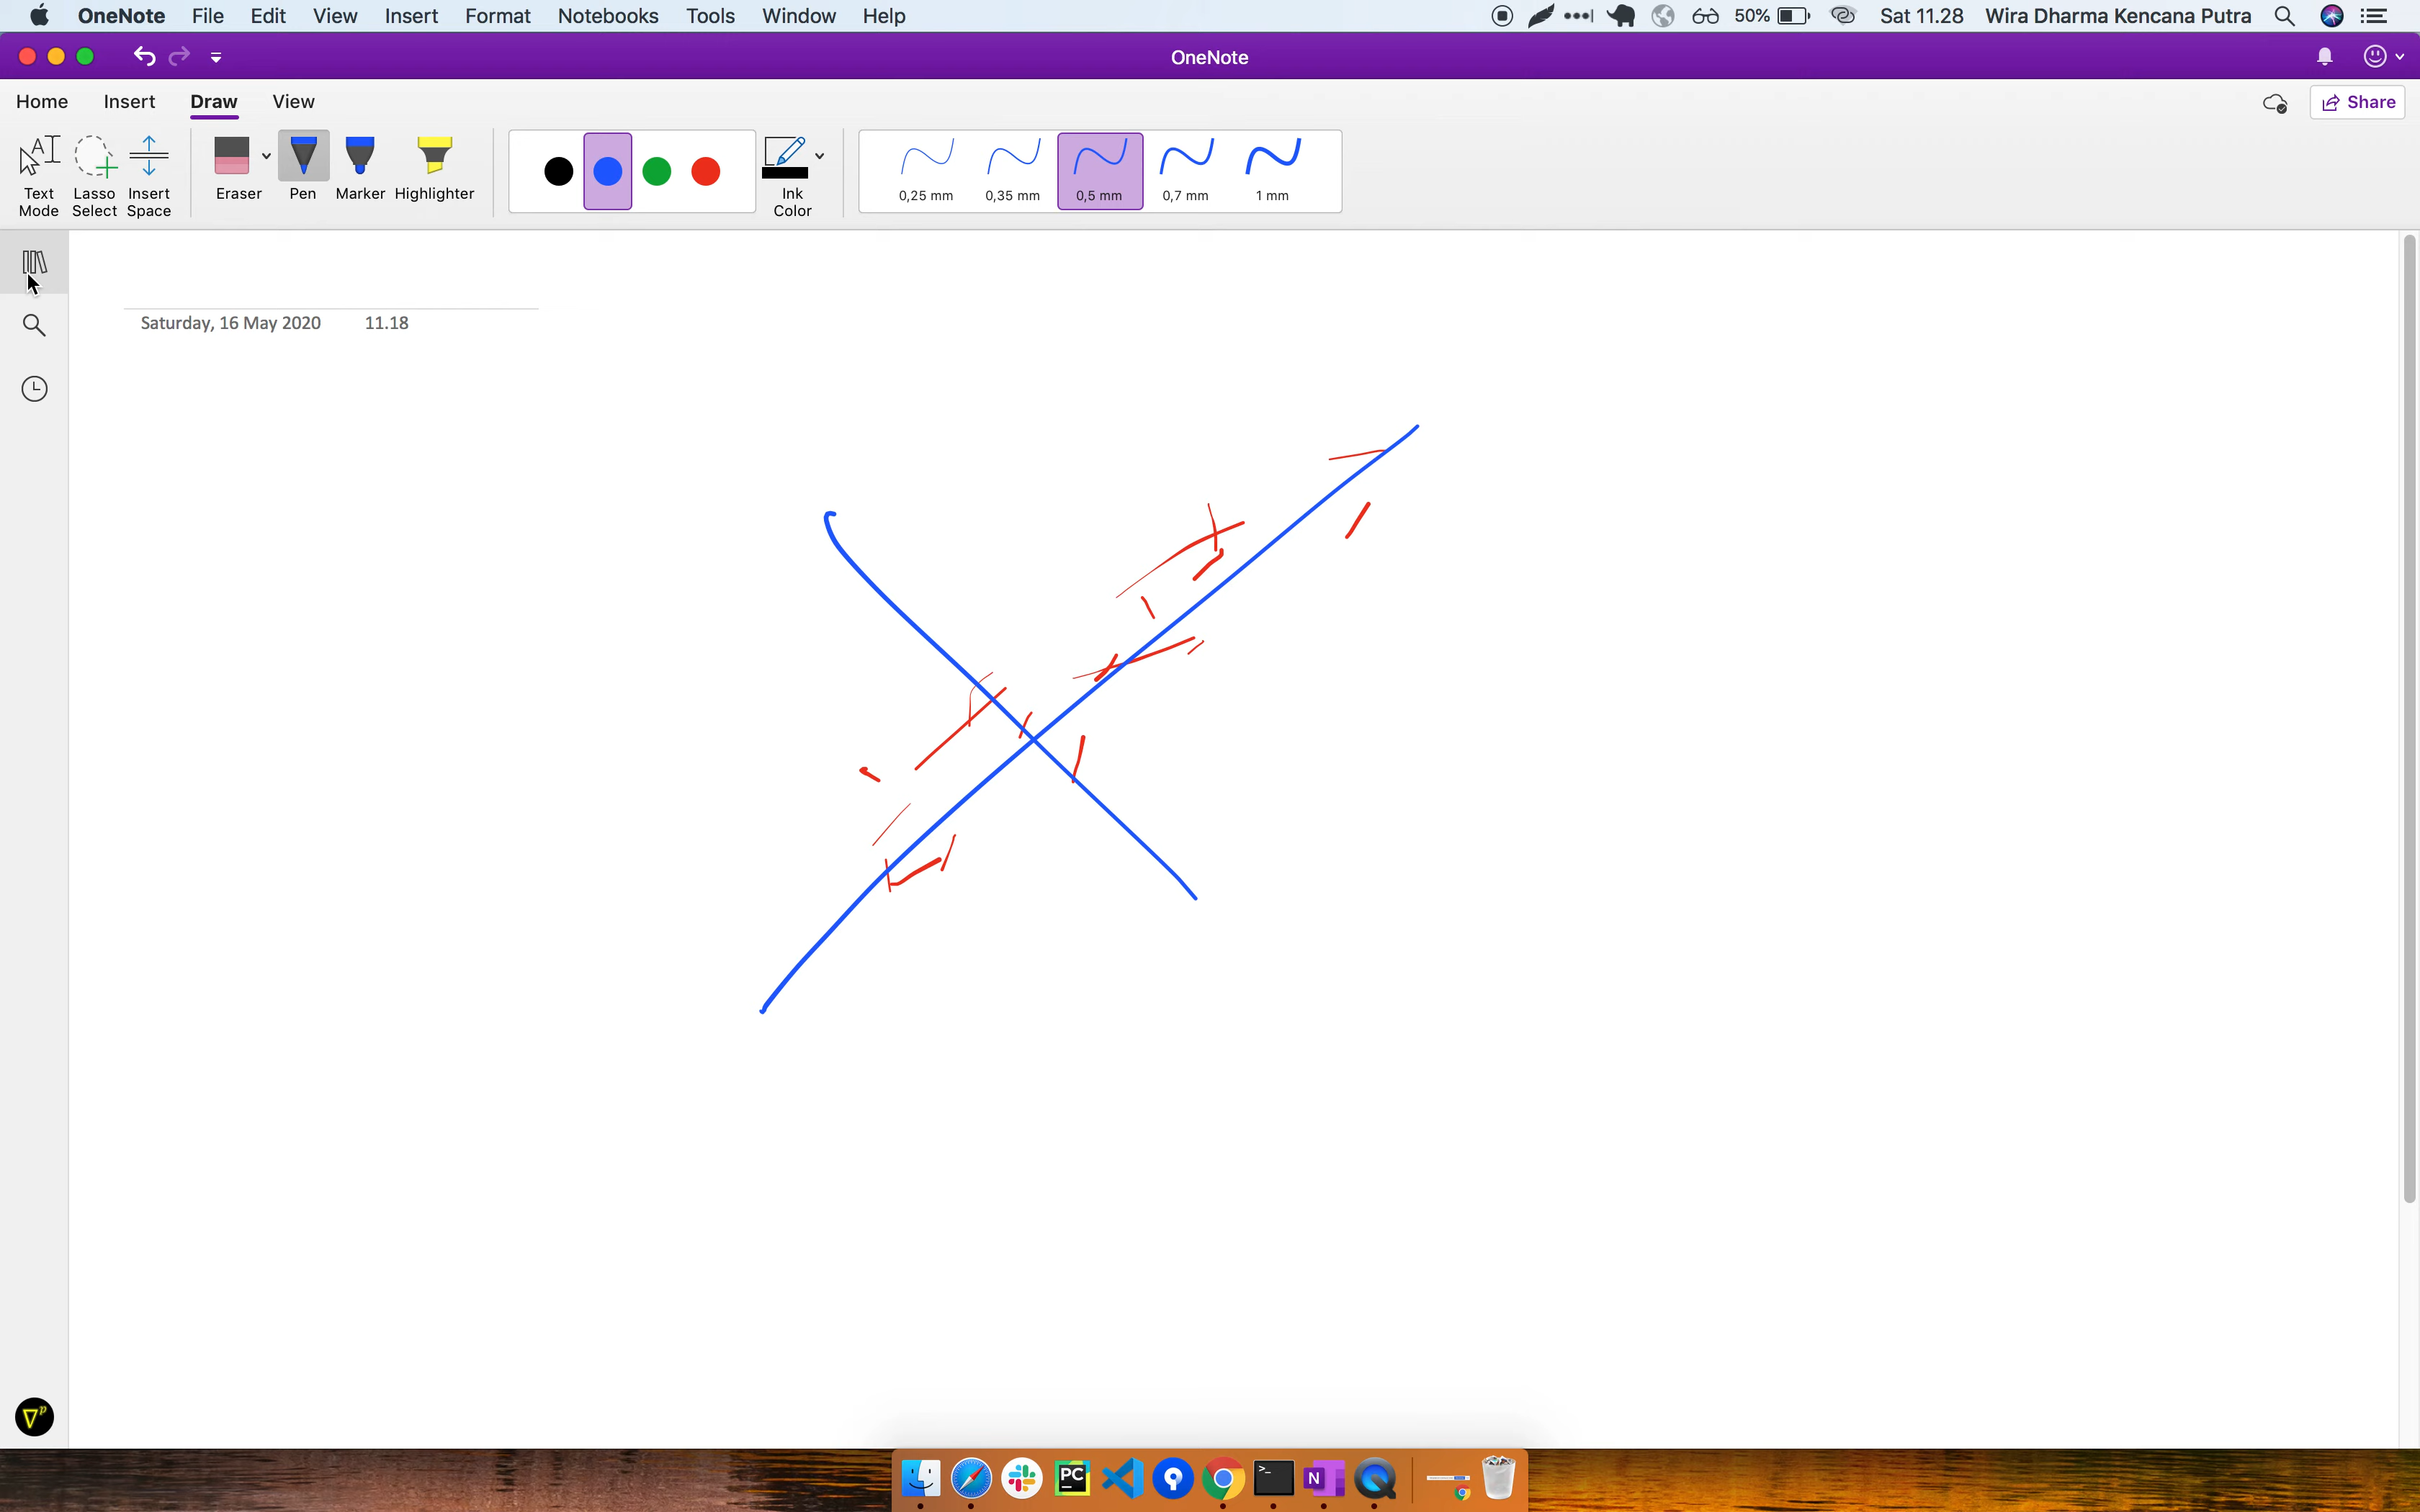 OneNote File Edit View Insert Format Notebooks Tools Window Help 50% Sat 11.28 Wira Dharma Kencana Putra
OneNote
Home Insert Draw View Share
Text Mode Lasso Select Insert Space Eraser Pen Marker Highlighter Ink Color 0,25 mm 0,35 mm 0,5 mm 0,7 mm 1 mm
Saturday, 16 May 2020 11.18
∇p
PC >_ N